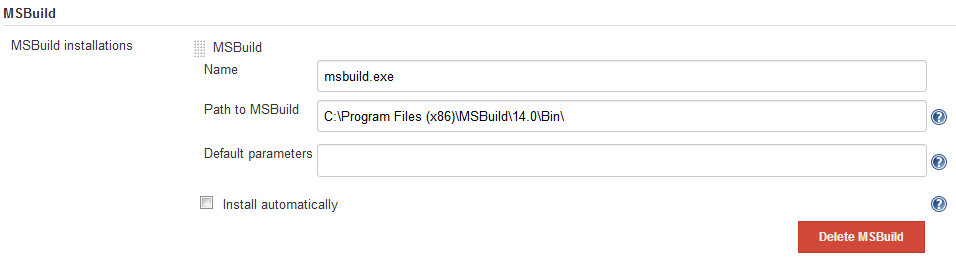 MSBuild
MSBuild installations
MSBuild
Name
msbuild.exe
Path to MSBuild
C:\Program Files (x86)\MSBuild\14.0\Bin\
?
Default parameters
?
Install automatically
?
Delete MSBuild